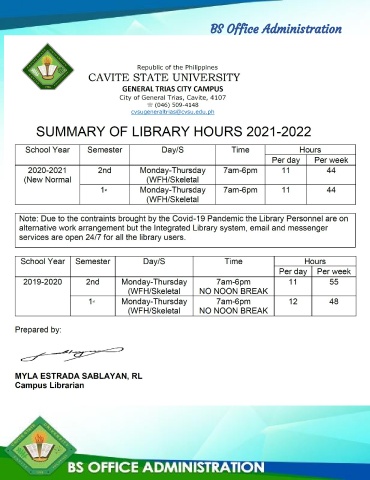 BS Office Administration
Republic of the Philippines
CAVITE STATE UNIVERSITY
GENERAL TRIAS CITY CAMPUS
City of General Trias, Cavite, 4107
☏ (046) 509-4148
cvsugeneraltrias@cvsu.edu.ph
SUMMARY OF LIBRARY HOURS 2021-2022
School Year Semester Day/S Time Hours
Per day Per week
2020-2021 2nd Monday-Thursday 7am-6pm 11 44
(New Normal (WFH/Skeletal
1st Monday-Thursday 7am-6pm 11 44
(WFH/Skeletal
Note: Due to the contraints brought by the Covid-19 Pandemic the Library Personnel are on
alternative work arrangement but the Integrated Library system, email and messenger
services are open 24/7 for all the library users.
School Year Semester Day/S Time Hours
Per day Per week
2019-2020 2nd Monday-Thursday 7am-6pm 11 55
(WFH/Skeletal NO NOON BREAK
1st Monday-Thursday 7am-6pm 12 48
(WFH/Skeletal NO NOON BREAK
Prepared by:
MYLA ESTRADA SABLAYAN, RL
Campus Librarian
BS OFFICE ADMINISTRATION